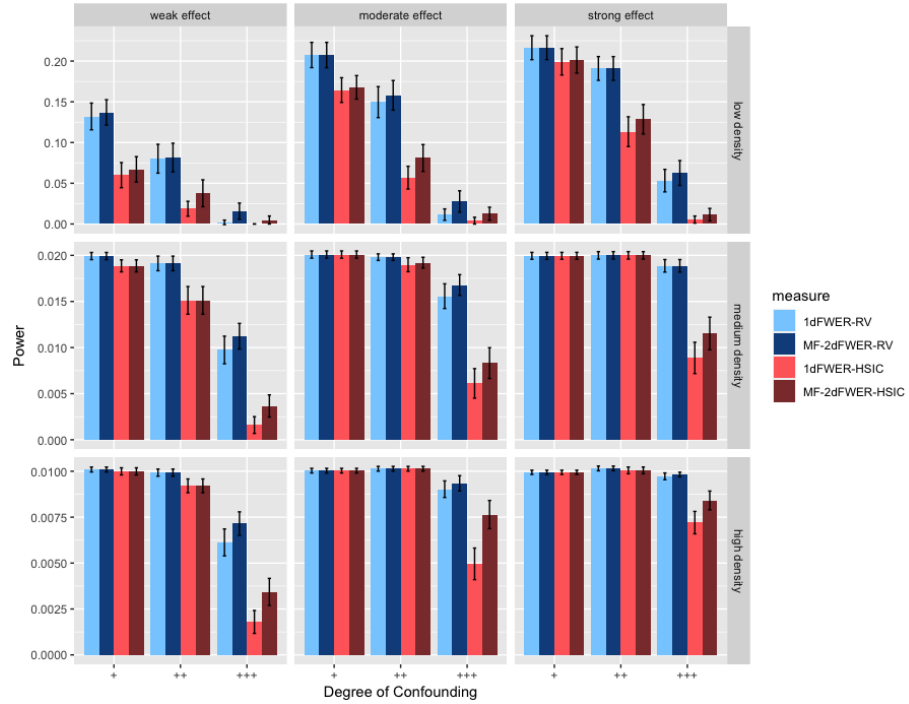 weak effect
moderate effect
strong effect
low density
0.20
0.15
0.10
0.05
0.00
medium density
0.020
0.015
0.010
0.005
0.000
high density
0.0100
0.0075
0.0050
0.0025
0.0000
Power
+ ++ +++
+ ++ +++
+ ++ +++
Degree of Confounding
measure
1dFWER-RV
MF-2dFWER-RV
1dFWER-HSIC
MF-2dFWER-HSIC